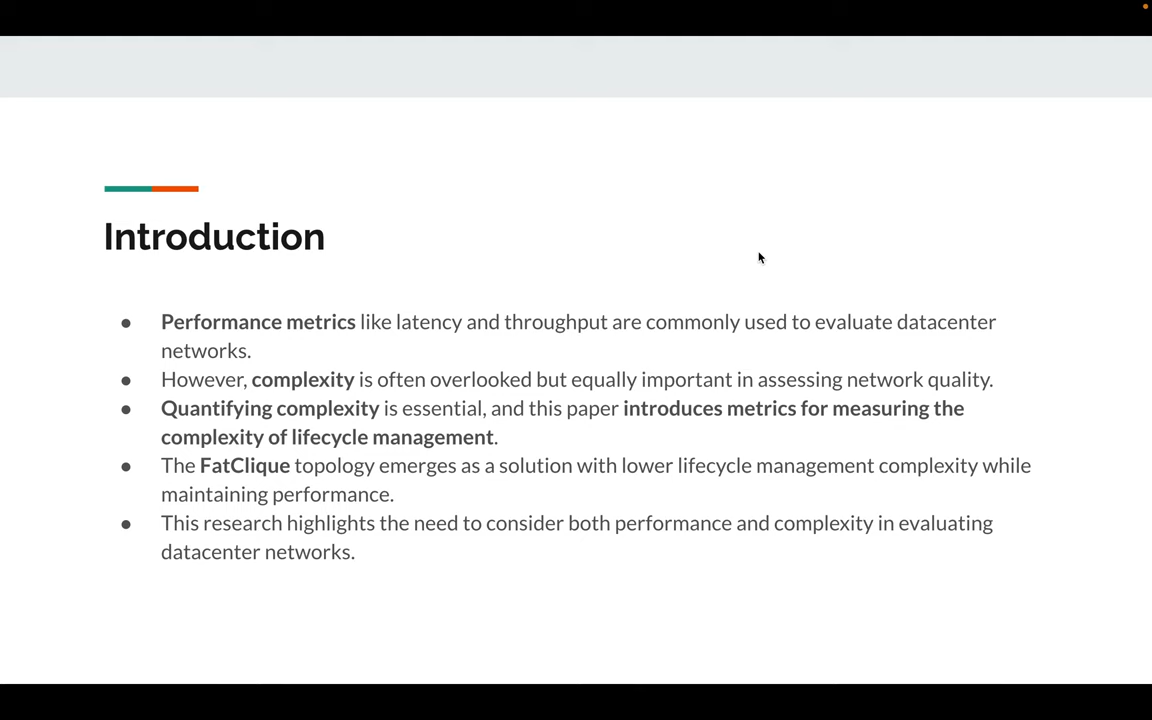 Introduction
● Performance metrics like latency and throughput are commonly used to evaluate datacenter
networks.
● However, complexity is often overlooked but equally important in assessing network quality.
● Quantifying complexity is essential, and this paper introduces metrics for measuring the
complexity of lifecycle management.
● The FatClique topology emerges as a solution with lower lifecycle management complexity while
maintaining performance.
● This research highlights the need to consider both performance and complexity in evaluating
datacenter networks.